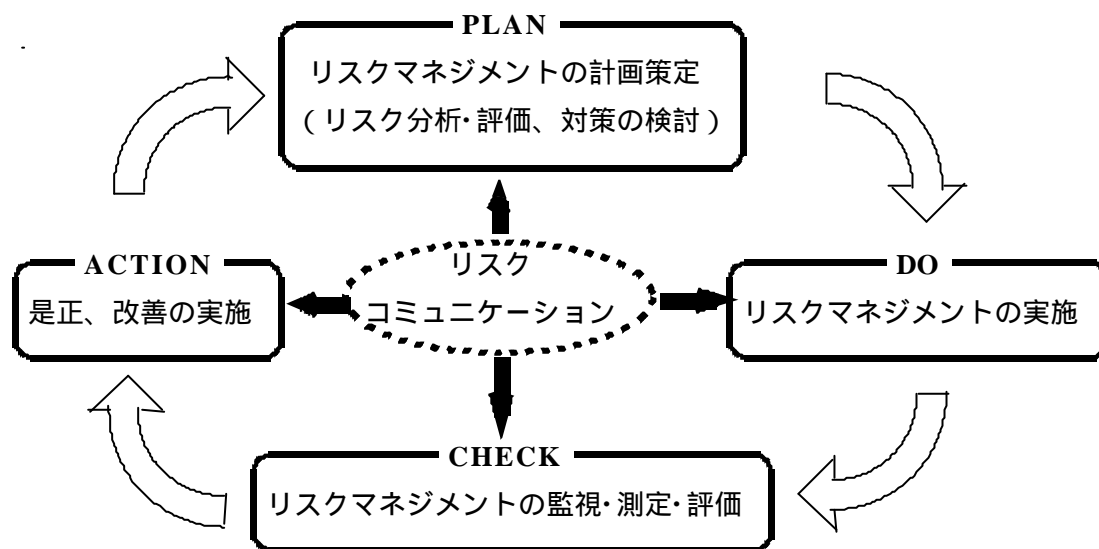 PLAN
リスクマネジメントの計画策定
(リスク分析・評価、対策の検討)
ACTION
是正、改善の実施
リスク
コミュニケーション
DO
リスクマネジメントの実施
CHECK
リスクマネジメントの監視・測定・評価